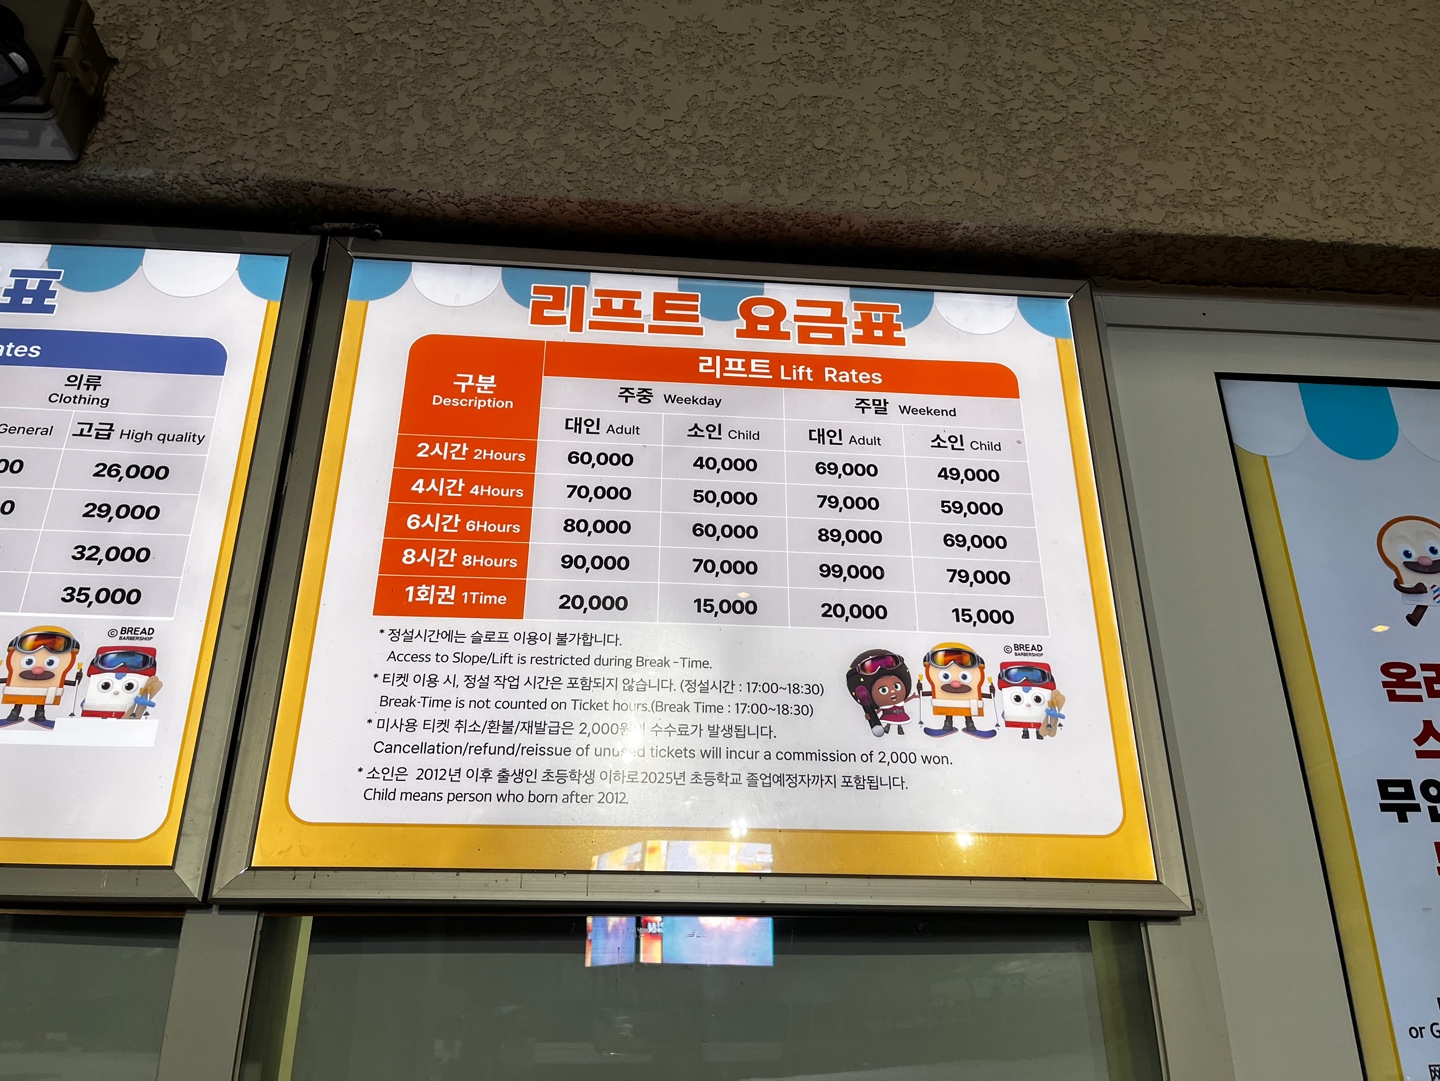 표
ates
의류
Clothing
General 고급 High quality
00 26,000
0 29,000
32,000
35,000
© BREAD
BARBERSHOP
리프트 요금표
구분
Description
리프트 Lift Rates
주중 Weekday 주말 Weekend
대인 Adult 소인 Child 대인 Adult 소인 Child
2시간 2Hours 60,000 40,000 69,000 49,000
4시간 4Hours 70,000 50,000 79,000 59,000
6시간 6Hours 80,000 60,000 89,000 69,000
8시간 8Hours 90,000 70,000 99,000 79,000
1회권 1Time 20,000 15,000 20,000 15,000
* 정설시간에는 슬로프 이용이 불가합니다.
Access to Slope/Lift is restricted during Break-Time.
* 티켓 이용 시, 정설 작업 시간은 포함되지 않습니다. (정설시간 : 17:00~18:30)
Break-Time is not counted on Ticket hours.(Break Time : 17:00~18:30)
* 미사용 티켓 취소/환불/재발급은 2,000원 수수료가 발생됩니다.
Cancellation/refund/reissue of unused tickets will incur a commission of 2,000 won.
* 소인은 2012년 이후 출생인 초등학생 이하로2025년 초등학교 졸업예정자까지 포함됩니다.
Child means person who born after 2012.
© BREAD
BARBERSHOP
온
무인
or G